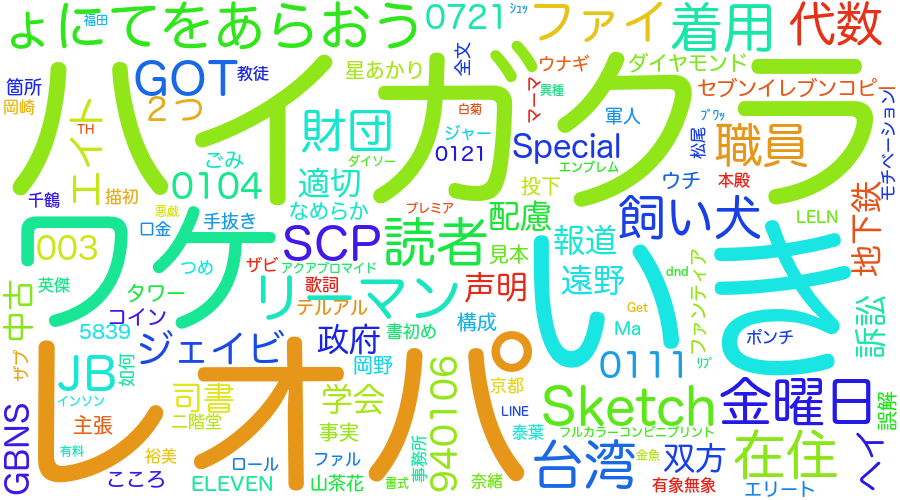 福田
ｼﾞｭｯ
ょにてをあらおう
0721
ファイ
着用
代数
箇所
GOT
教徒
星あかり
全文
ウナギ
ダイヤモンド
岡崎
2つ
マーマ
異種
セブンイレブンコピー
TH
エイト
ハイガクラ
財団
ジャー
白菊
軍人
ﾌﾞﾜｯ
松尾
職員
モチベーション
ごみ
ダイソー
0121
Special
エンブレム
千鶴
描初
0104
適切
投下
ウチ
本殿
悪戯
口金
手抜き
なめらか
プレミア
配慮
飼い犬
LELN
地下鉄
003
ワケ
SCP
読者
いき
報道
見本
つめ
ザビ
アクアブロマイド
声明
遠野
dnd
ファンティア
英傑
タワー
歌詞
リーマン
中古
コイン
テルアル
Get
訴訟
5839
政府
書初め
構成
Ma
ポンチ
ザブ
如何
ジェイビ
レオパ
岡野
0111
ﾘﾌﾞ
JB
インソン
司書
学会
940106
京都
Sketch
金曜日
GBNS
主張
二階堂
LINE
誤解
事実
泰葉
フルカラーコンビニプリント
在住
ヘイ
有料
裕美
事務所
台湾
金魚
双方
こころ
ロール
ファル
ELEVEN
山茶花
書式
奈緒
有象無象
エリート